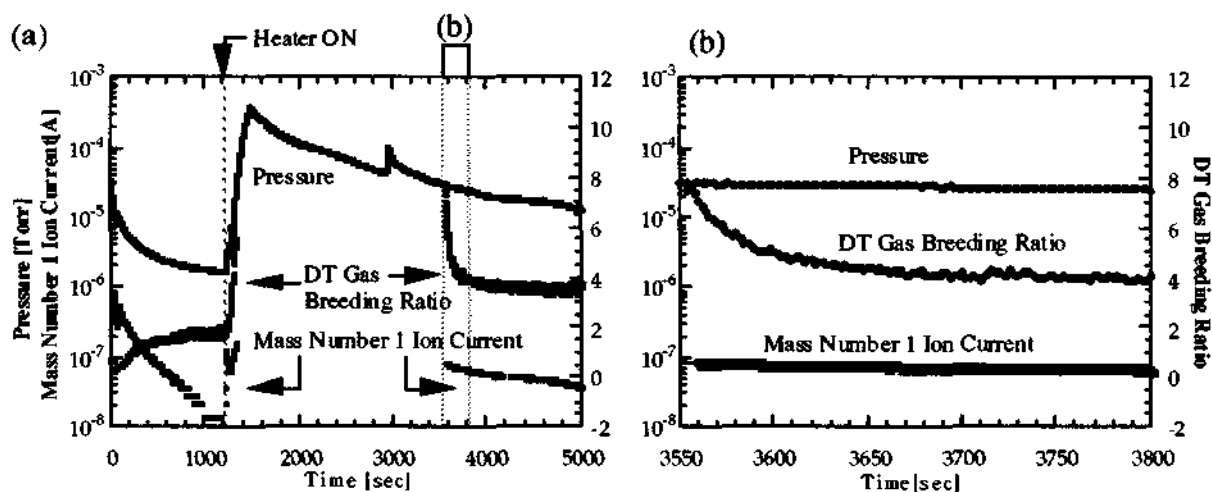 (a)
Heater ON
(b)
Pressure [Torr]
Mass Number 1 Ion Current[A]
10-3
10-4
10-5
10-6
10-7
10-8
12
10
8
6
4
2
0
-2
Pressure
DT Gas
Breeding Ratio
Mass Number 1 Ion Current
0 1000 2000 3000 4000 5000
Time [sec]
(b)
10-3
10-4
10-5
10-6
10-7
10-8
12
10
8
6
4
2
0
-2
DT Gas Breeding Ratio
Pressure
DT Gas Breeding Ratio
Mass Number 1 Ion Current
3550 3600 3650 3700 3750 3800
Time[sec]